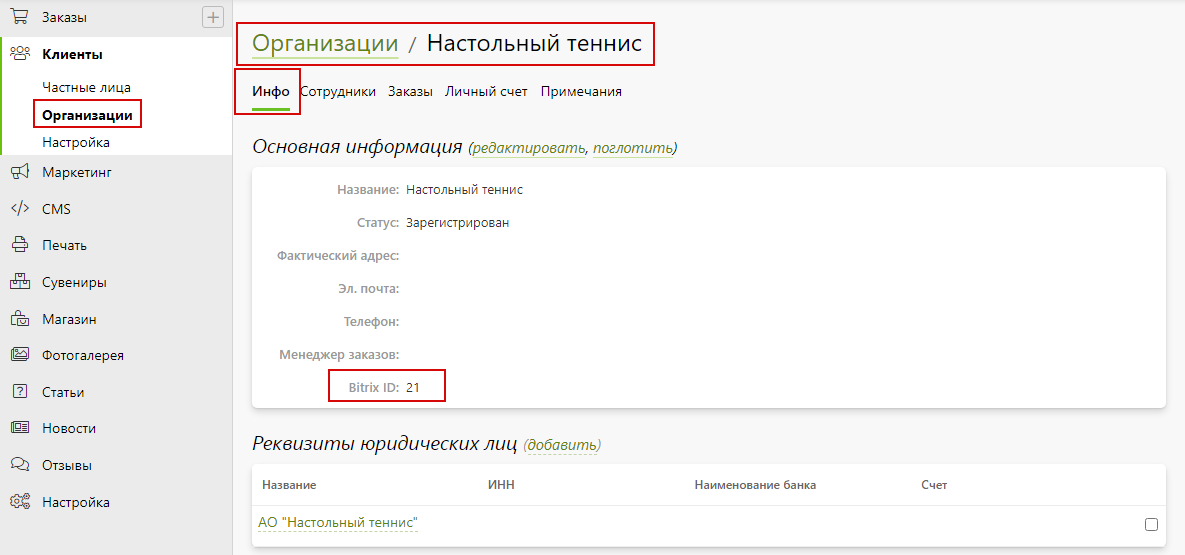 Заказы
Клиенты
Частные лица
Организации
Настройка
Маркетинг
CMS
Печать
Сувениры
Магазин
Фотогалерея
Статьи
Новости
Отзывы
Настройка
Организации / Настольный теннис
Инфо Сотрудники Заказы Личный счет Примечания
Основная информация (редактировать, поглотить)
Название: Настольный теннис
Статус: Зарегистрирован
Фактический адрес:
Эл. почта:
Телефон:
Менеджер заказов:
Bitrix ID: 21
Реквизиты юридических лиц (добавить)
Название ИНН Наименование банка Счет
АО "Настольный теннис"